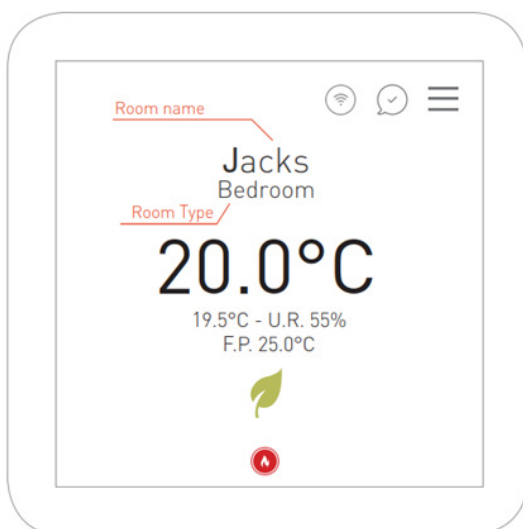 Room name
Jacks
Bedroom
Room Type
20.0°C
19.5°C - U.R. 55%
F.P. 25.0°C